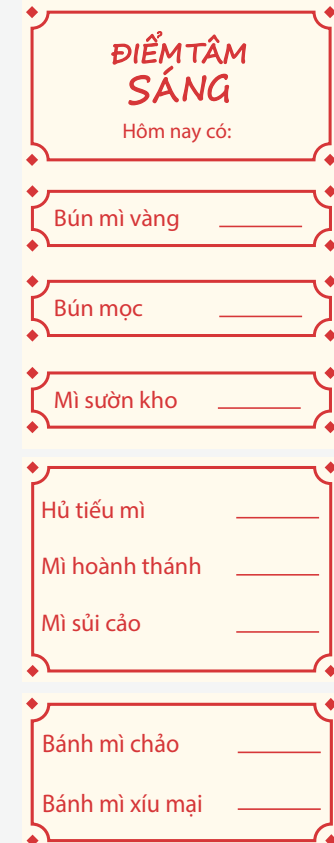 ĐIỂM TÂM
SÁNG
Hôm nay có:
Bún mì vàng
Bún mọc
Mì sườn kho
Hủ tiếu mì
Mì hoành thánh
Mì sủi cảo
Bánh mì chảo
Bánh mì xíu mại